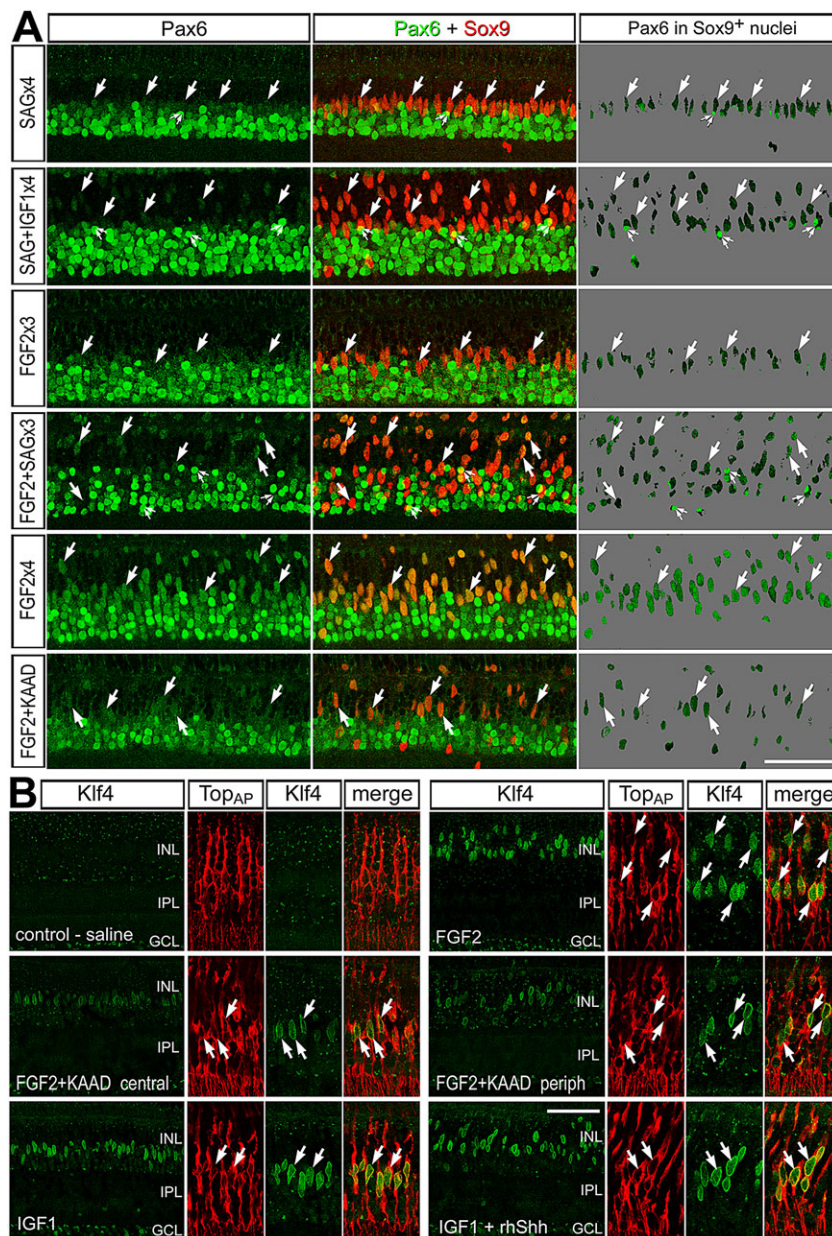 A
Pax6
Pax6 + Sox9
Pax6 in Sox9+ nuclei
SAGx4
SAG+IGF1x4
FGF2x3
FGF2+SAGx3
FGF2x4
FGF2+KAAD
B
Klf4 TopAP Klf4 merge
Klf4 TopAP Klf4 merge
INL
IPL
GCL
control - saline
INL
IPL
GCL
FGF2
INL
IPL
FGF2+KAAD central
INL
IPL
FGF2+KAAD periph
INL
IPL
GCL
IGF1
INL
IPL
GCL
IGF1 + rhShh